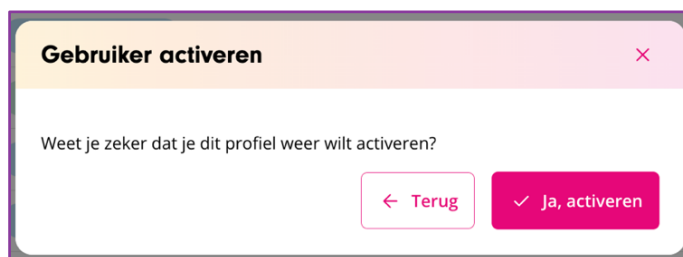 Gebruiker activeren
Weet je zeker dat je dit profiel weer wilt activeren?
Terug
Ja, activeren